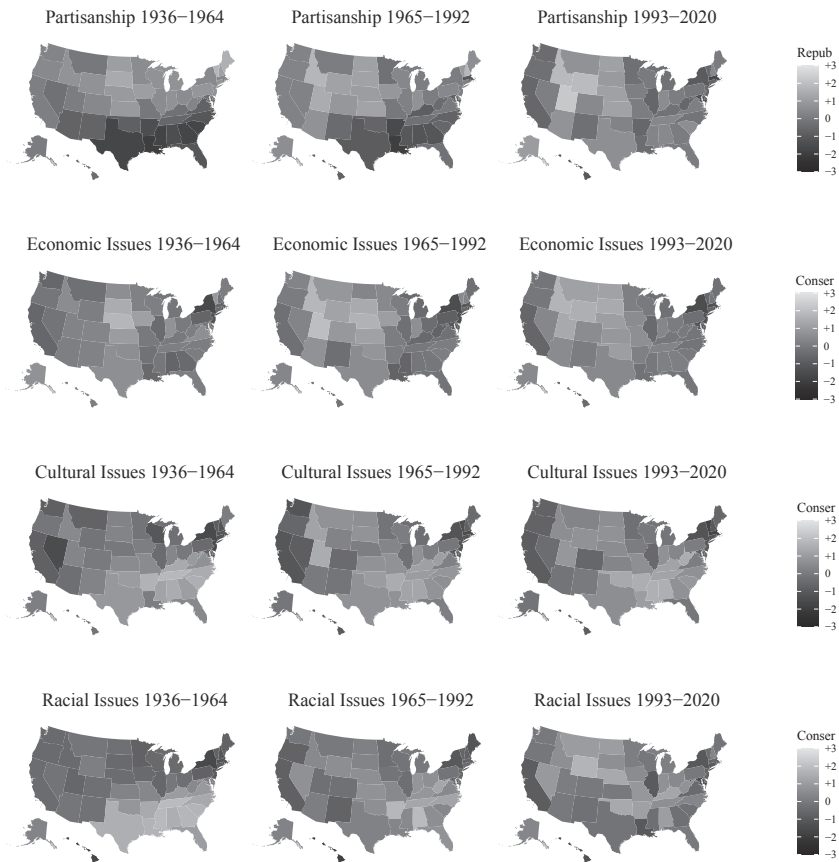 Partisanship 1936−1964
Partisanship 1965−1992
Partisanship 1993−2020
Repub
+3
+2
+1
0
−1
−2
−3
Economic Issues 1936−1964
Economic Issues 1965−1992
Economic Issues 1993−2020
Conser
+3
+2
+1
0
−1
−2
−3
Cultural Issues 1936−1964
Cultural Issues 1965−1992
Cultural Issues 1993−2020
Conser
+3
+2
+1
0
−1
−2
−3
Racial Issues 1936−1964
Racial Issues 1965−1992
Racial Issues 1993−2020
Conser
+3
+2
+1
0
−1
−2
−3